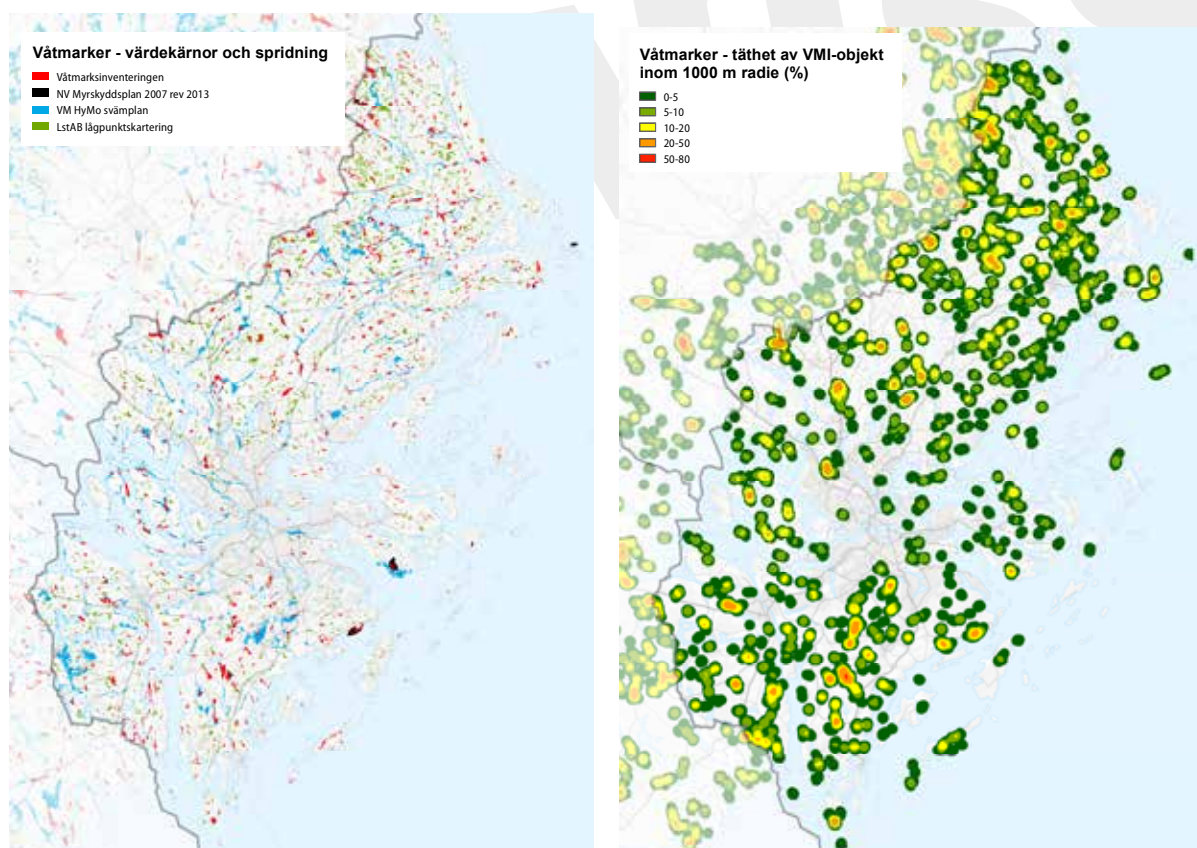 Våtmarker - värdekärnor och spridning
Våtmarksinventeringen
NV Myrskyddsplan 2007 rev 2013
VM HyMo svämplan
LstAB lågpunktskartering
Våtmarker - täthet av VMI-objekt
inom 1000 m radie (%)
0-5
5-10
10-20
20-50
50-80